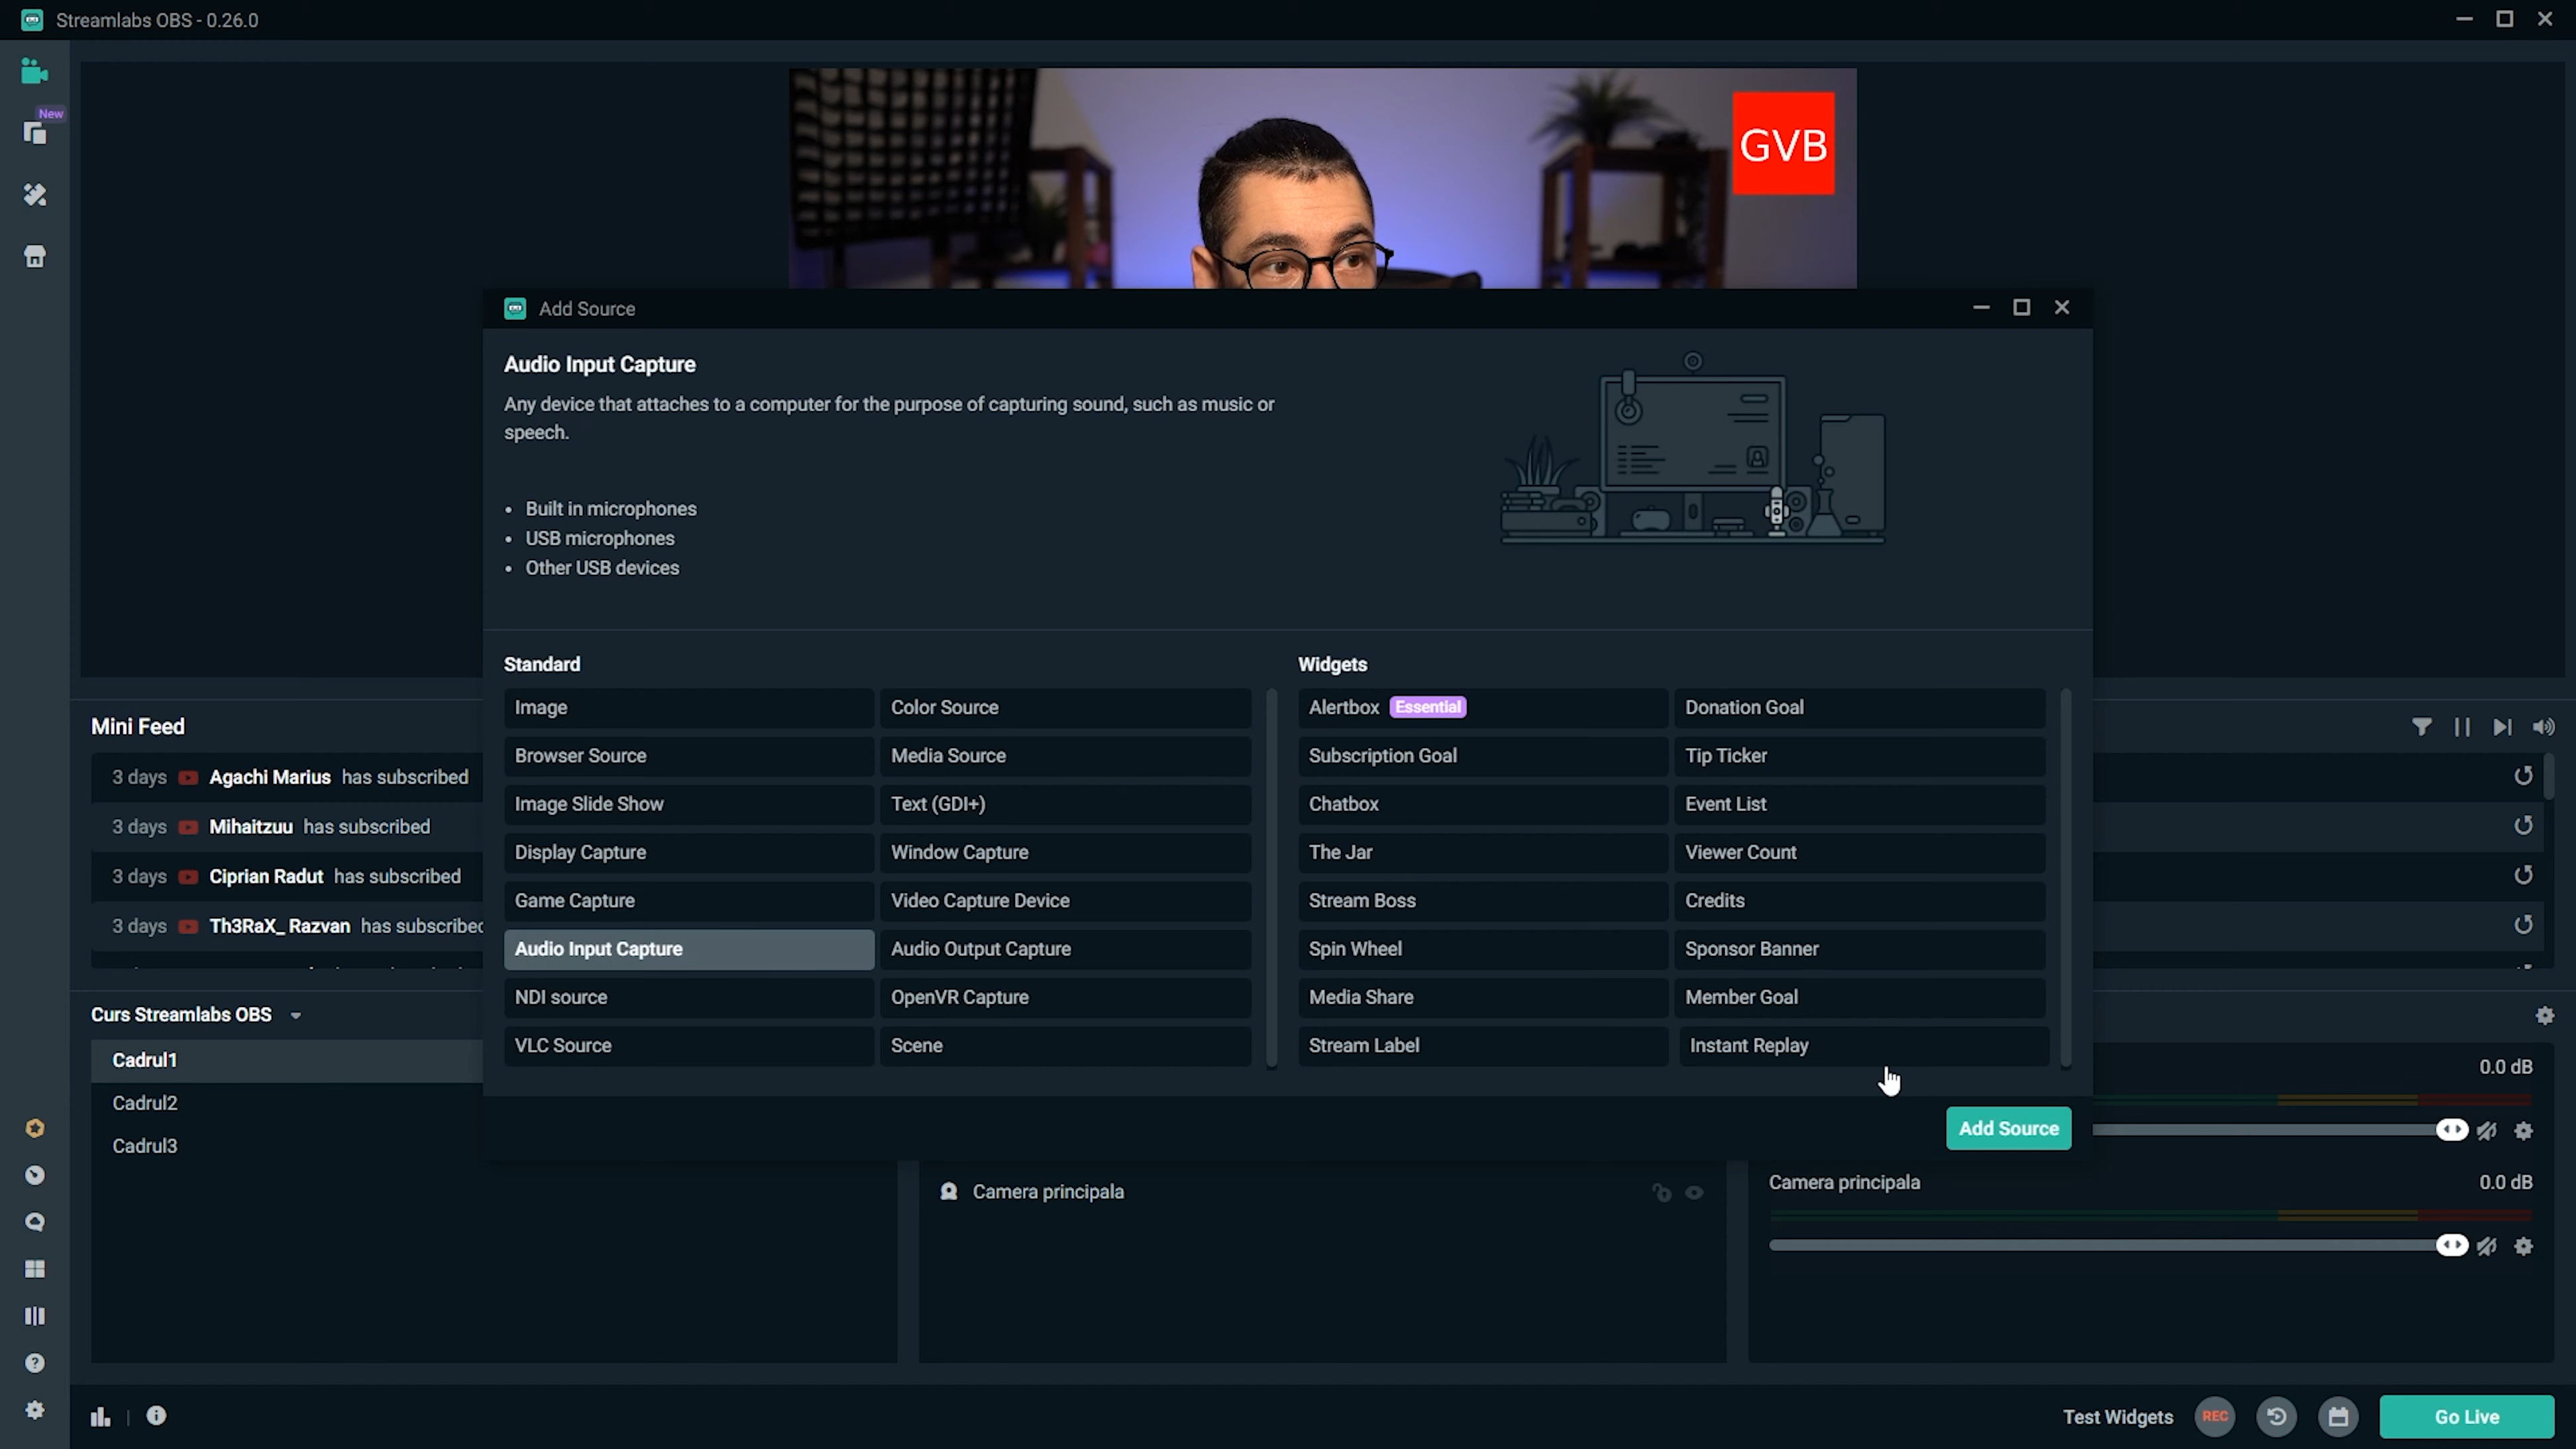 Streamlabs OBS - 0.26.0
New
GVB
Add Source
Audio Input Capture
Any device that attaches to a computer for the purpose of capturing sound, such as music or
speech.
• Built in microphones
• USB microphones
• Other USB devices
Standard
Widgets
Image
Color Source
Alertbox Essential
Donation Goal
Browser Source
Media Source
Subscription Goal
Tip Ticker
Image Slide Show
Text (GDI+)
Chatbox
Event List
Display Capture
Window Capture
The Jar
Viewer Count
Game Capture
Video Capture Device
Stream Boss
Credits
Audio Input Capture
Audio Output Capture
Spin Wheel
Sponsor Banner
NDI source
OpenVR Capture
Media Share
Member Goal
VLC Source
Scene
Stream Label
Instant Replay
Add Source
Mini Feed
3 days Agachi Marius has subscribed
3 days Mihaitzuu has subscribed
3 days Ciprian Radut has subscribed
3 days Th3RaX_ Razvan has subscribed
Curs Streamlabs OBS
Cadrul1
Cadrul2
Cadrul3
Camera principala
0.0 dB
Camera principala
0.0 dB
Test Widgets
REC
Go Live